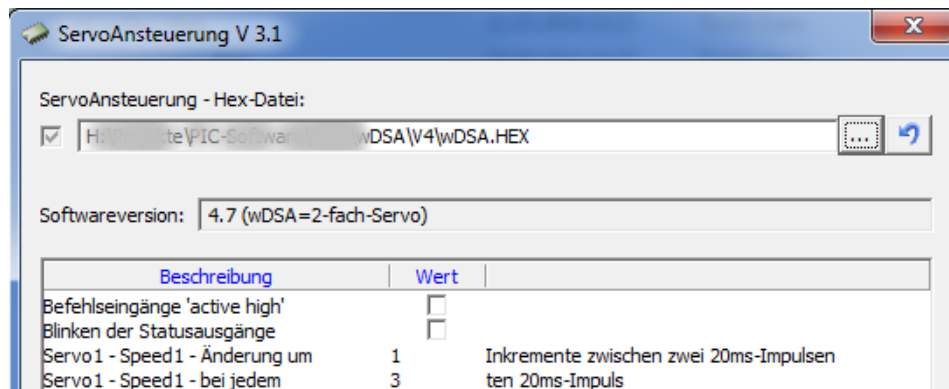 ServoAnsteuerung V 3.1
ServoAnsteuerung - Hex-Datei:
wDSA\V4\wDSA.HEX ...
Softwareversion: 4.7 (wDSA=2-fach-Servo)
Beschreibung Wert
Befehlseingänge 'active high'
Blinken der Statusausgänge
Servo1 - Speed1 - Änderung um 1 Inkremente zwischen zwei 20ms-Impulsen
Servo1 - Speed1 - bei jedem 3 ten 20ms-Impuls